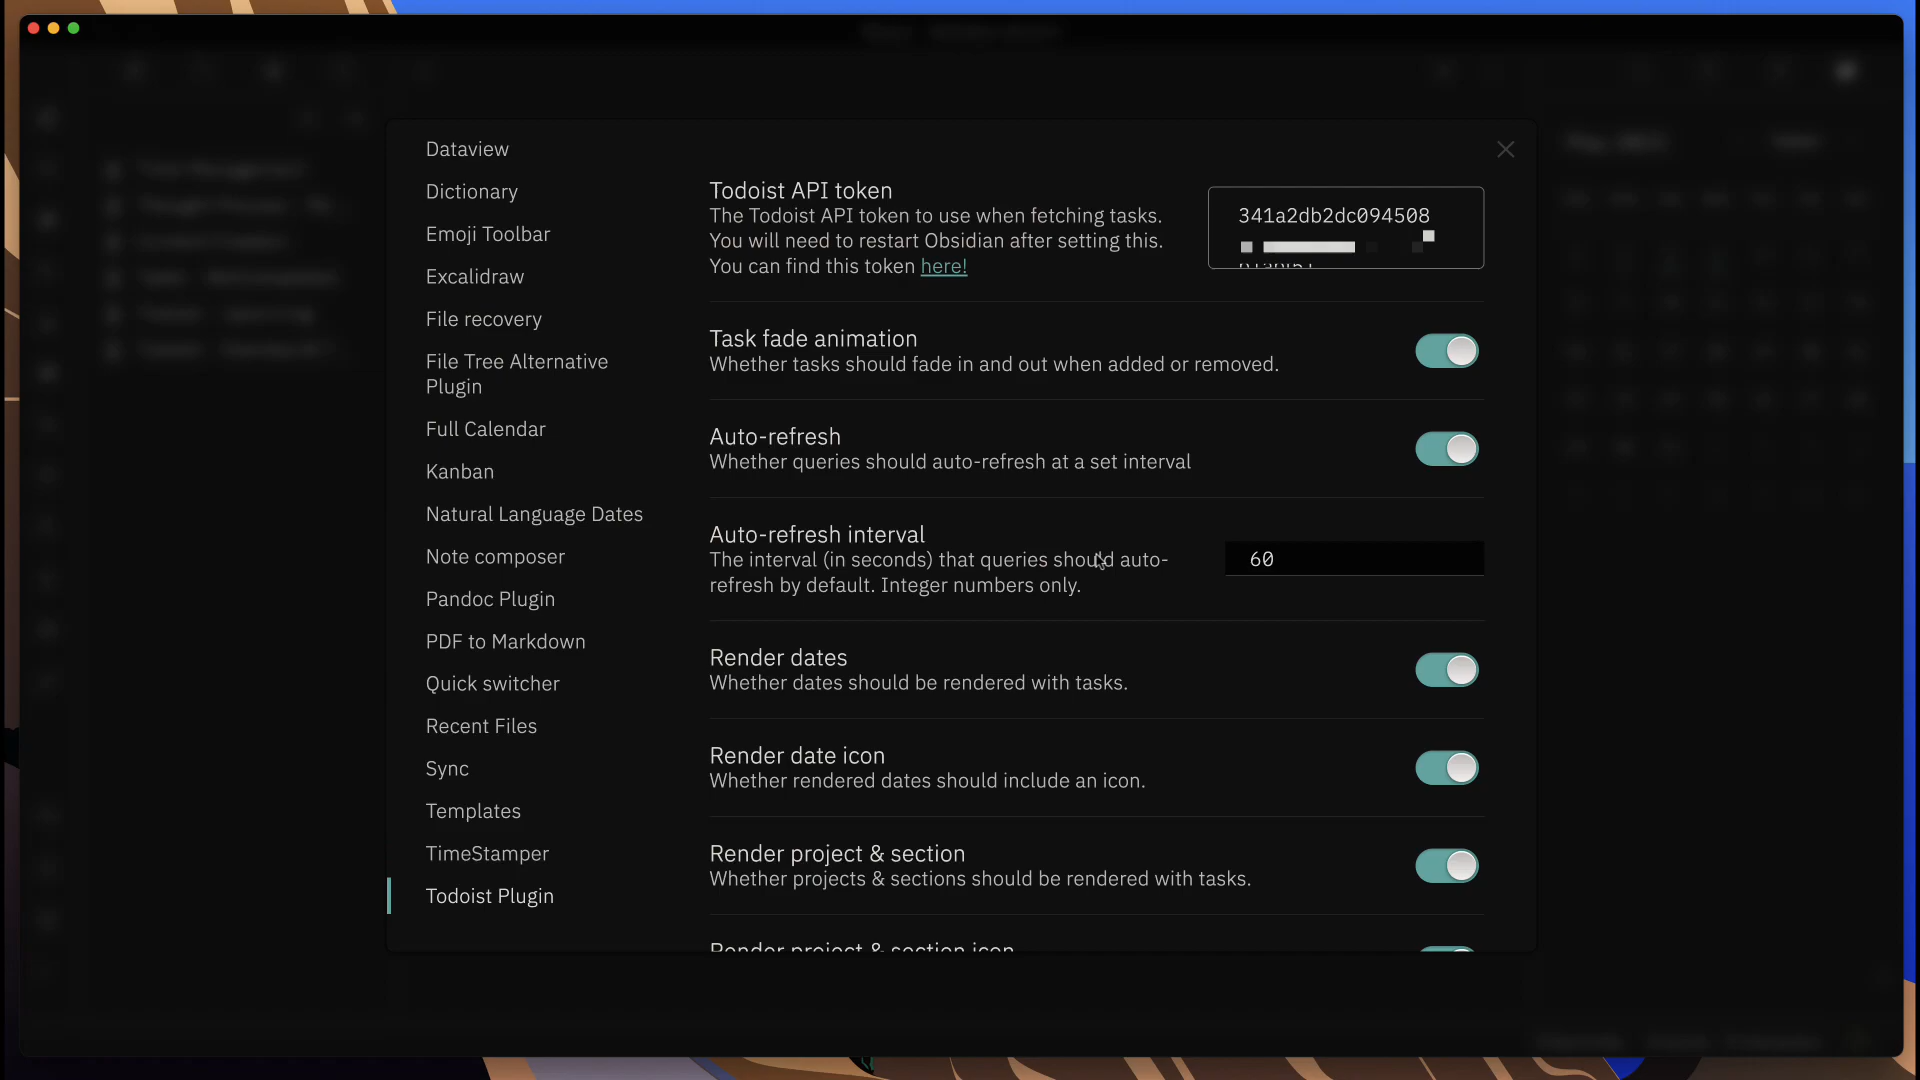 Dataview
Dictionary
Emoji Toolbar
Excalidraw
File recovery
File Tree Alternative
Plugin
Full Calendar
Kanban
Natural Language Dates
Note composer
Pandoc Plugin
PDF to Markdown
Quick switcher
Recent Files
Sync
Templates
TimeStamper
Todoist Plugin
Todoist API token
The Todoist API token to use when fetching tasks.
You will need to restart Obsidian after setting this.
You can find this token here!
341a2db2dc094508
Task fade animation
Whether tasks should fade in and out when added or removed.
Auto-refresh
Whether queries should auto-refresh at a set interval
Auto-refresh interval
The interval (in seconds) that queries should auto-
refresh by default. Integer numbers only.
60
Render dates
Whether dates should be rendered with tasks.
Render date icon
Whether rendered dates should include an icon.
Render project & section
Whether projects & sections should be rendered with tasks.
Render project & section icon